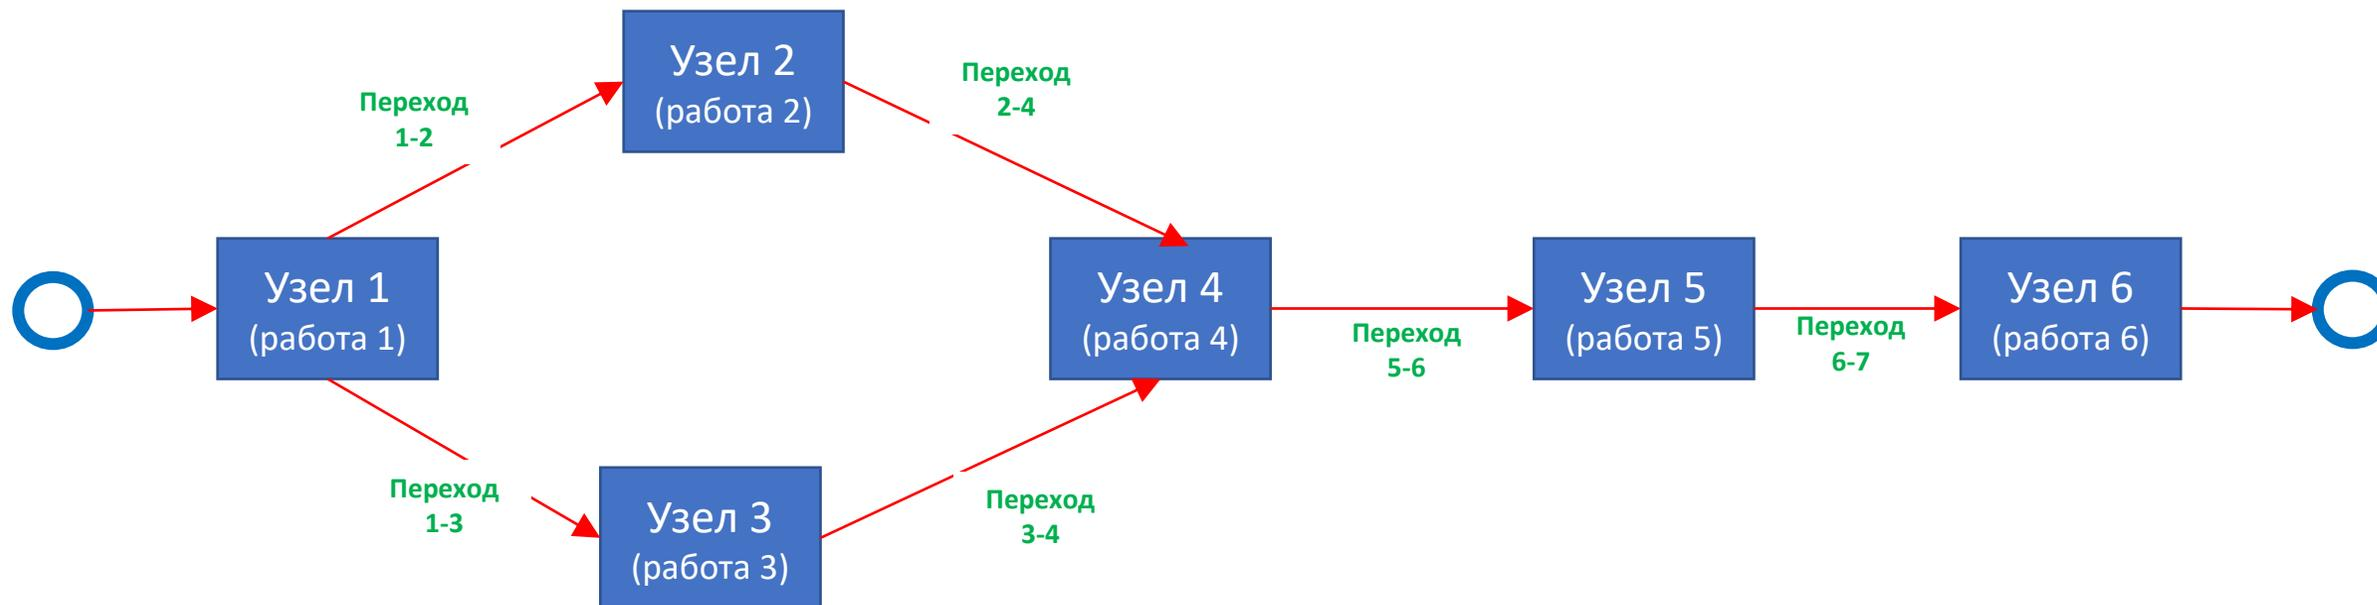 Узел 2
(работа 2)
Переход
1-2
Переход
2-4
Узел 1
(работа 1)
Узел 4
(работа 4)
Переход
5-6
Узел 5
(работа 5)
Переход
6-7
Узел 6
(работа 6)
Переход
1-3
Узел 3
(работа 3)
Переход
3-4